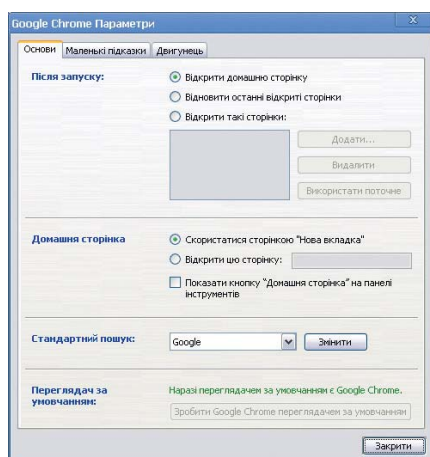 Google Chrome Параметри
Основи Маленькі підказки Двигунець
Після запуску:
Відкрити домашню сторінку
Відновити останні відкриті сторінки
Відкрити такі сторінки:
Додати...
Видалити
Використати поточне
Домашня сторінка
Скористатися сторінкою "Нова вкладка"
Відкрити цю сторінку:
Показати кнопку "Домашня сторінка" на панелі
інструментів
Стандартний пошук:
Google
Змінити
Переглядач за
умовчанням:
Наразі переглядачем за умовчанням є Google Chrome.
Зробити Google Chrome переглядачем за умовчанням
Закрити